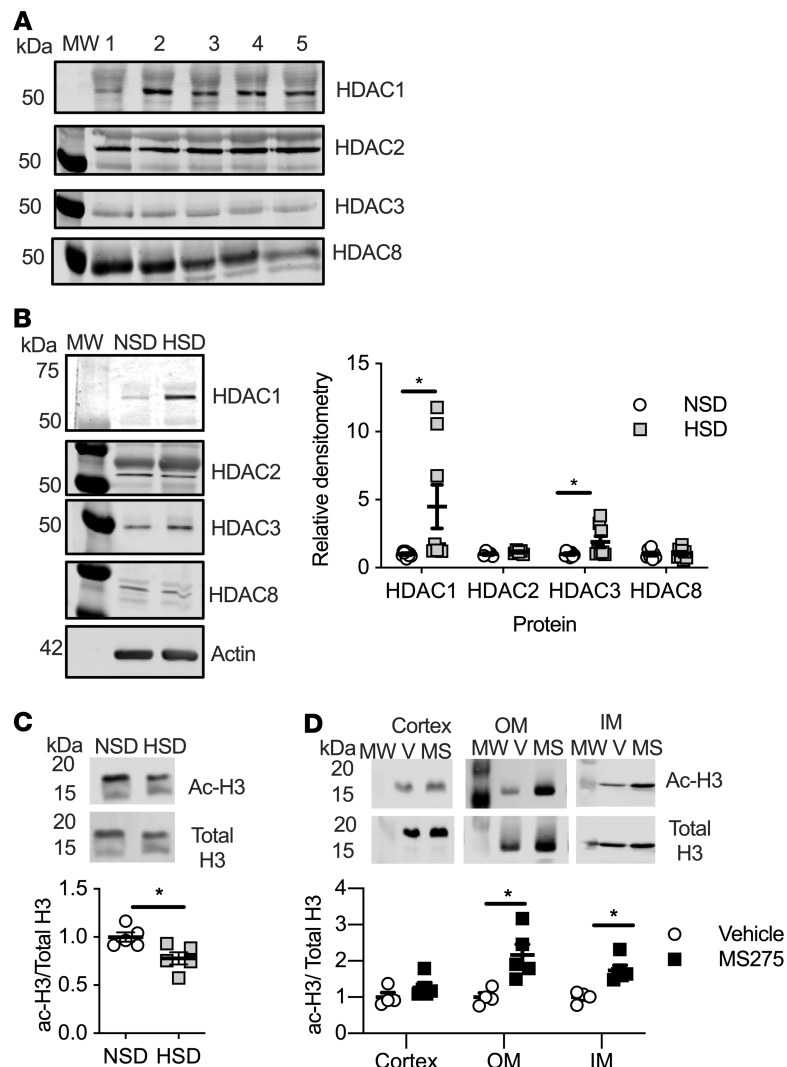 A
kDa MW 1 2 3 4 5
50 HDAC1
50 HDAC2
50 HDAC3
50 HDAC8
B
kDa MW NSD HSD
75
50 HDAC1
50 HDAC2
50 HDAC3
HDAC8
42 Actin
Relative densitometry
15
10
5
0
*
*
NSD
HSD
HDAC1 HDAC2 HDAC3 HDAC8
Protein
C
kDa NSD HSD
20
15 Ac-H3
20
15 Total
H3
ac-H3/Total H3
1.5
1.0
0.5
0.0
*
NSD HSD
D
Cortex OM IM
kDa MW V MS MW V MS MW V MS
20
15 Ac-H3
20
15 Total
H3
ac-H3/ Total H3
4
3
2
1
0
*
*
Vehicle
MS275
Cortex OM IM